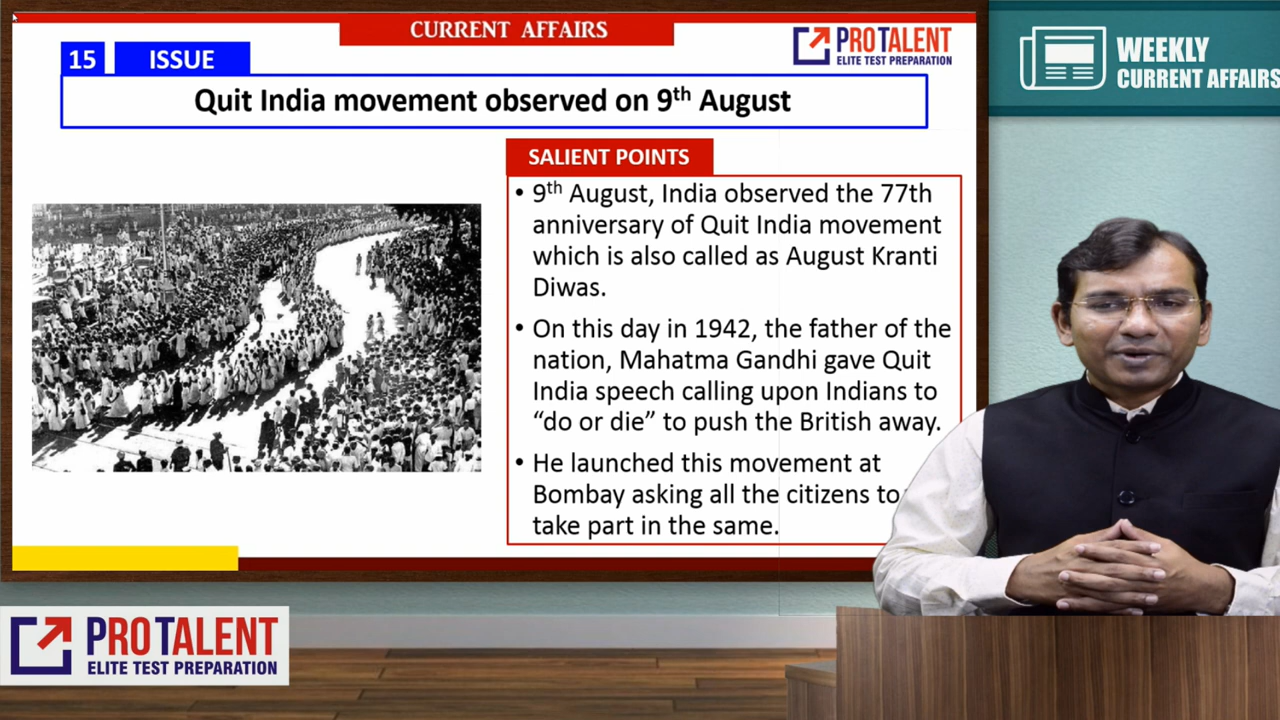 CURRENT AFFAIRS
PROTALENT
ELITE TEST PREPARATION
15 ISSUE
Quit India movement observed on 9th August
SALIENT POINTS
• 9th August, India observed the 77th
anniversary of Quit India movement
which is also called as August Kranti
Diwas.
• On this day in 1942, the father of the
nation, Mahatma Gandhi gave Quit
India speech calling upon Indians to
“do or die” to push the British away.
• He launched this movement at
Bombay asking all the citizens to
take part in the same.
WEEKLY
CURRENT AFFAIRS
PROTALENT
ELITE TEST PREPARATION